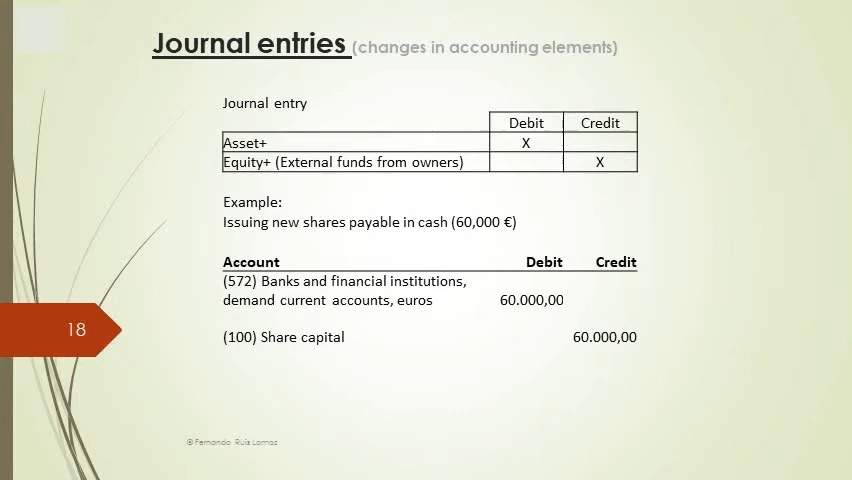 Journal entries (changes in accounting elements)
Journal entry
Debit Credit
Asset+ X
Equity+ (External funds from owners) X
Example:
Issuing new shares payable in cash (60,000 €)
Account Debit Credit
(572) Banks and financial institutions,
demand current accounts, euros 60.000,00
18
(100) Share capital 60.000,00
® Fernando Ruiz Lamas